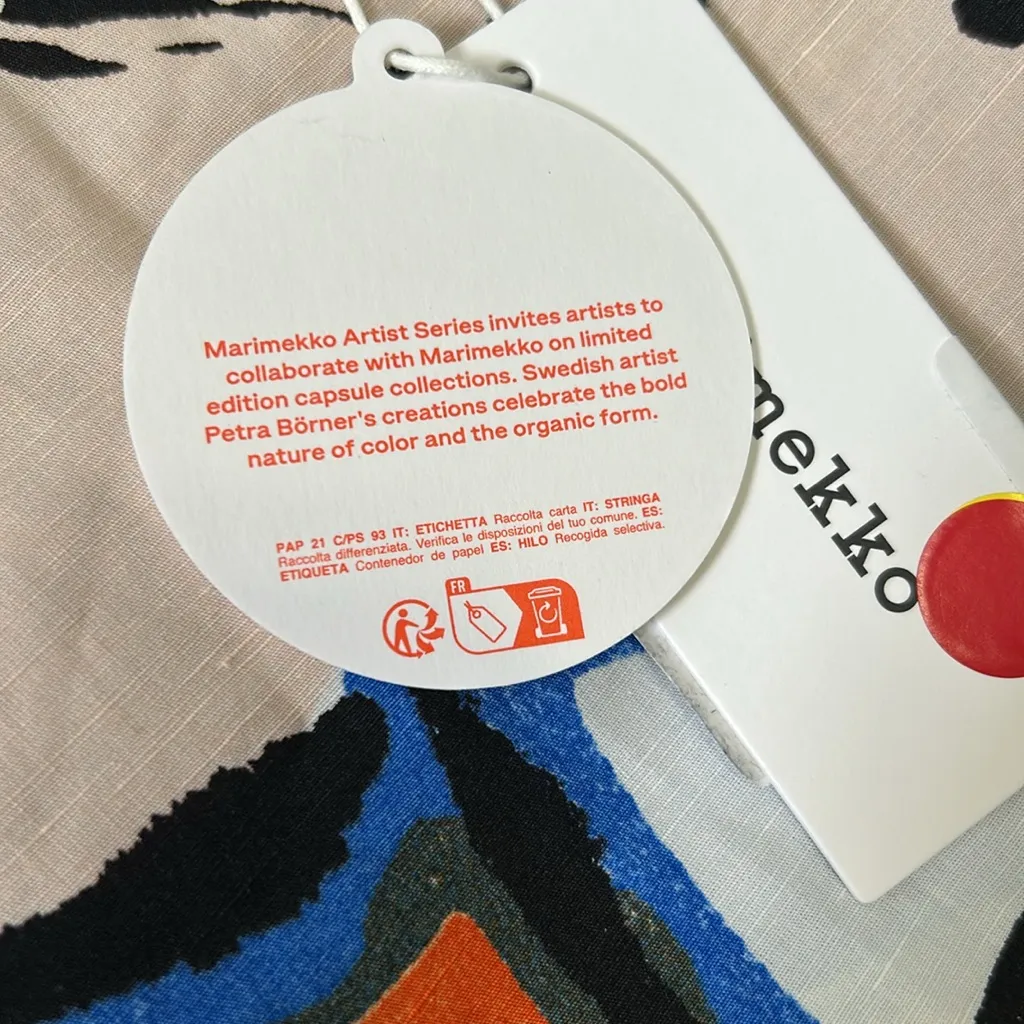 Marimekko Artist Series invites artists to
collaborate with Marimekko on limited
edition capsule collections. Swedish artist
Petra Börner's creations celebrate the bold
nature of color and the organic form.
PAP 21 C/PS 93 IT: ETICHETTA Raccolta carta IT: STRINGA
Raccolta differenziata. Verifica le disposizioni del tuo comune. ES:
ETIQUETA Contenedor de papel ES: HILO Recogida selectiva.
FR
mekko